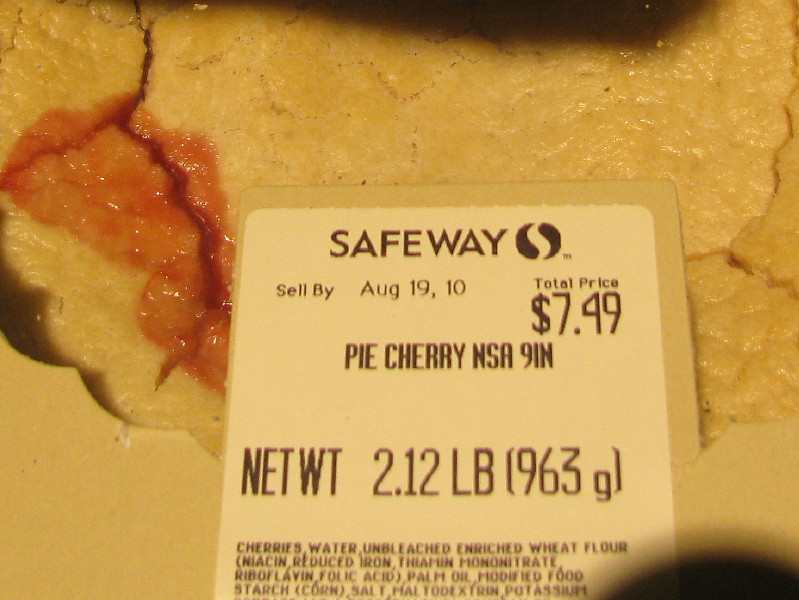 SAFEWAY TM
Sell By Aug 19, 10
Total Price
$7.49
PIE CHERRY NSA 9IN
NETWT 2.12 LB (963 g)
CHERRIES,WATER,UNBLEACHED ENRICHED WHEAT FLOUR
(NIACIN,REDUCED IRON,THIAMIN MONONITRATE,
RIBOFLAVIN,FOLIC ACID),PALM OIL,MODIFIED FOOD
STARCH (CORN),SALT,MALTODEXTRIN,POTASSIUM